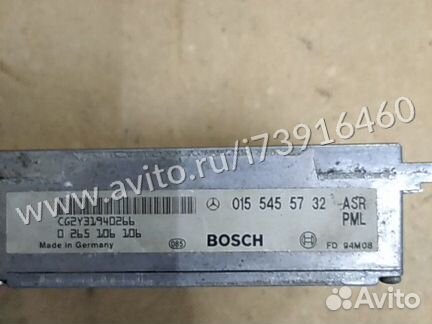 www.avito.ru/i73916460
CG2Y31940266
0 265 106 106
Made in Germany
085
BOSCH
015 545 57 32
ASR
PML
FD 94M08
Avito